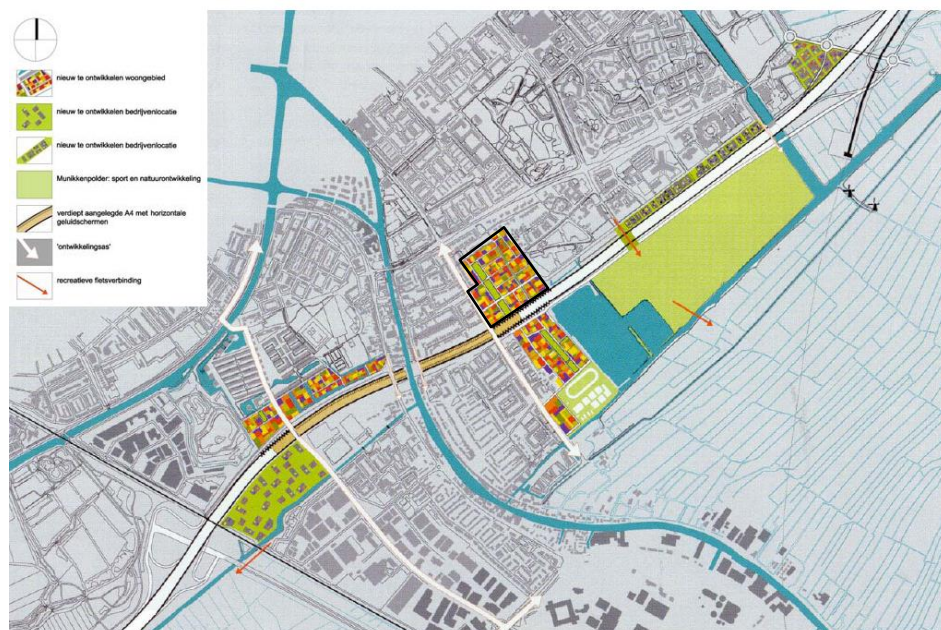 nieuw te ontwikkelen woongebied
nieuw te ontwikkelen bedrijvenlocatie
nieuw te ontwikkelen bedrijvenlocatie
Munikkenpolder: sport en natuurontwikkeling
verdiept aangelegde A4 met horizontale
geluidschermen
'ontwikkelingsas'
recreatieve fietsverbinding